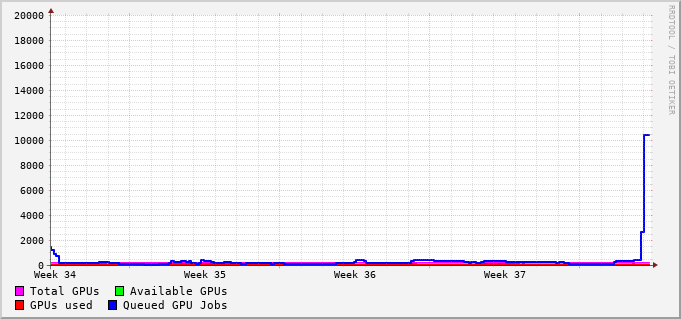 20000
18000
16000
14000
12000
10000
8000
6000
4000
2000
0
Week 34 Week 35 Week 36 Week 37
Total GPUs Available GPUs
GPUs used Queued GPU Jobs
RRDTOOL / TOBI OETIKER